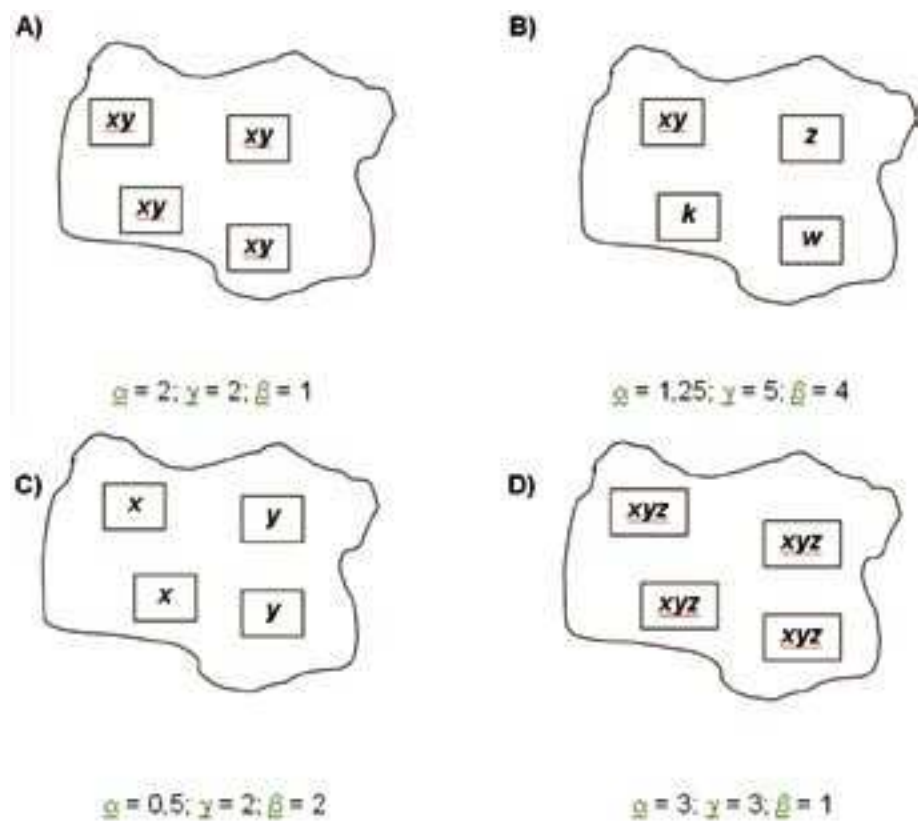 A)
xy
xy
xy
xy
α = 2; γ = 2; β = 1
B)
xy
z
k
w
α = 1,25; γ = 5; β = 4
C)
x
y
x
y
α = 0,5; γ = 2; β = 2
D)
xyz
xyz
xyz
xyz
α = 3; γ = 3; β = 1